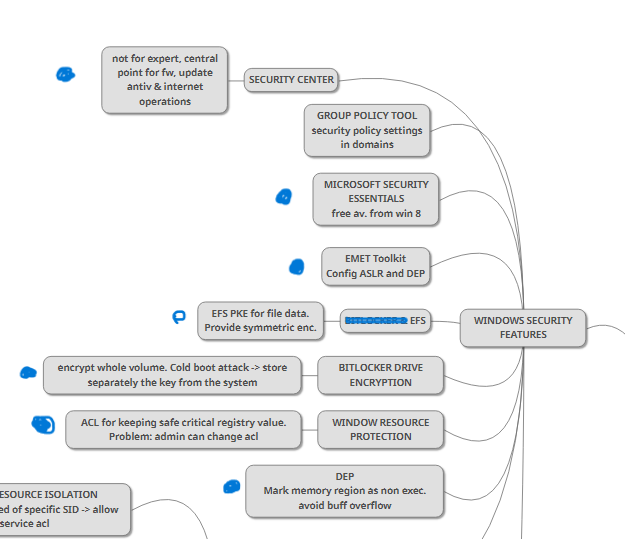 not for expert, central
point for fw, update
antiv & internet
operations
SECURITY CENTER
GROUP POLICY TOOL
security policy settings
in domains
MICROSOFT SECURITY
ESSENTIALS
free av. from win 8
EMET Toolkit
Config ASLR and DEP
EFS PKE for file data.
Provide symmetric enc.
EFS
WINDOWS SECURITY
FEATURES
encrypt whole volume. Cold boot attack -> store
separately the key from the system
BITLOCKER DRIVE
ENCRYPTION
ACL for keeping safe critical registry value.
Problem: admin can change acl
WINDOW RESOURCE
PROTECTION
DEP
Mark memory region as non exec.
avoid buff overflow
ESOURCE ISOLATION
ed of specific SID -> allow
service acl